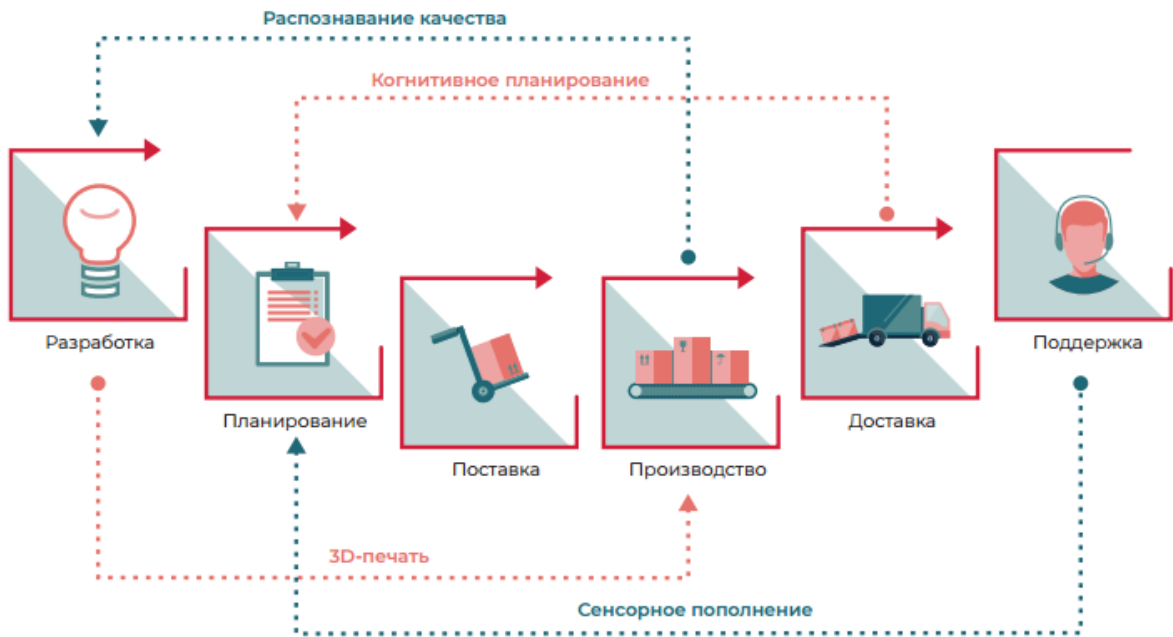 Распознавание качества
Когнитивное планирование
Разработка
Планирование
Поставка
Производство
Доставка
Поддержка
3D-печать
Сенсорное пополнение